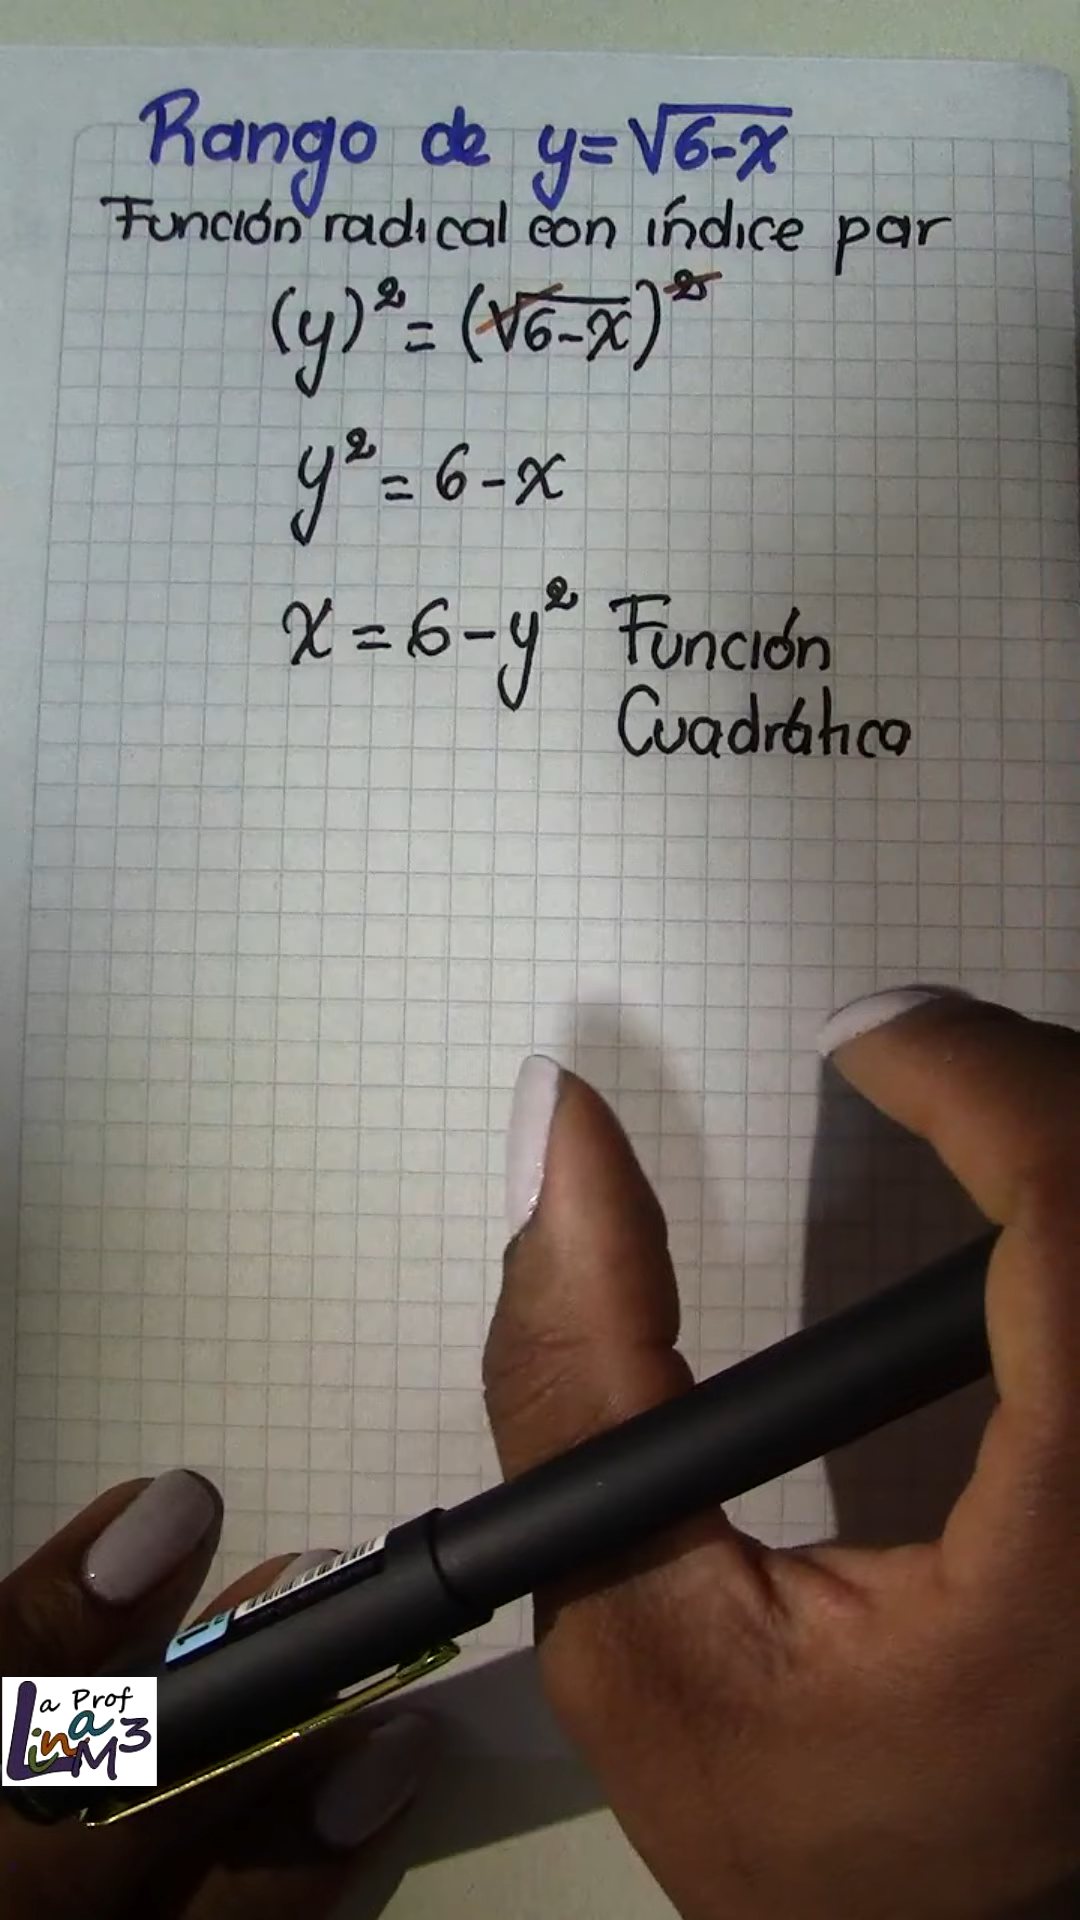 Rango de y=√6-x
Función radical con índice par
(y)² = (√6-x)²
y² = 6-x
x = 6-y² Función
Cuadrática
La Prof
Lina M3